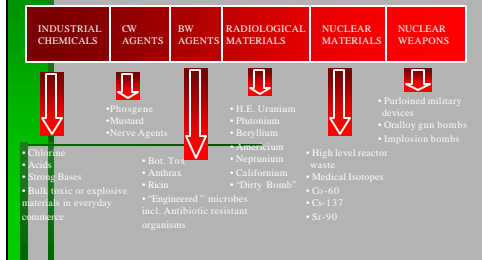 INDUSTRIAL
CHEMICALS
CW
AGENTS
BW
AGENTS
RADIOLOGICAL
MATERIALS
NUCLEAR
MATERIALS
NUCLEAR
WEAPONS
• Chlorine
• Acids
• Strong Bases
• Bulk toxic or explosive
materials in everyday
commerce
•Phosgene
•Mustard
•Nerve Agents
• Bot. Tox
• Anthrax
• Ricin
• “Engineered” microbes
incl. Antibiotic resistant
organisms
• H.E. Uranium
• Plutonium
• Beryllium
• Americium
• Neptunium
• Californium
• “Dirty Bomb”
• High level reactor
waste
• Medical Isotopes
• Co-60
• Cs-137
• Sr-90
• Purloined military
devices
• Oralloy gun bombs
• Implosion bombs